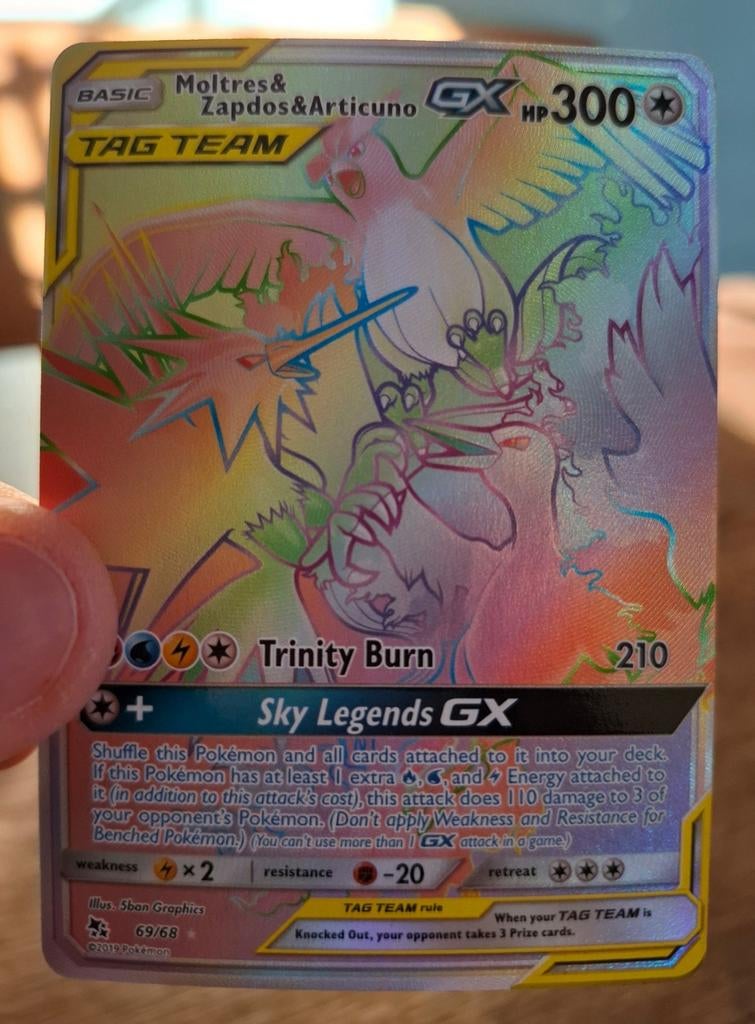 BASIC
Moltres&
Zapdos&Articuno GX HP 300
TAG TEAM
Trinity Burn 210
+ Sky Legends GX
Shuffle this Pokémon and all cards attached to it into your deck.
If this Pokémon has at least 1 extra , , and Energy attached to
it (in addition to this attack's cost), this attack does 110 damage to 3 of
your opponent's Pokémon. (Don't apply Weakness and Resistance for
Benched Pokémon.) (You can't use more than 1 GX attack in a game.)
weakness ×2 resistance -20 retreat
Illus. 5ban Graphics
TAG TEAM rule
When your TAG TEAM is
Knocked Out, your opponent takes 3 Prize cards.
69/68
©2019 Pokémon